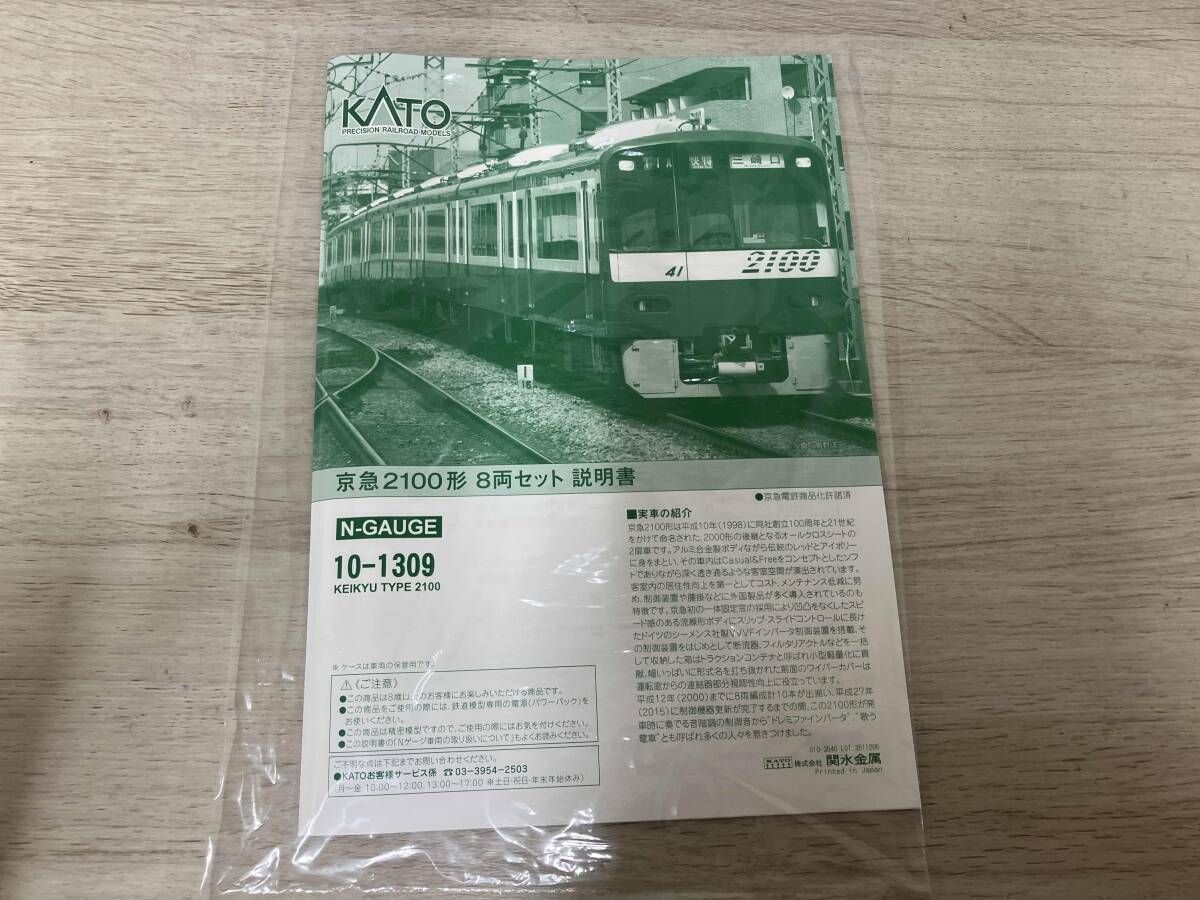 KATO
PRECISION RAILROAD MODELS
快特
三崎口
41
2100
1
16
京急2100形 8両セット 説明書
●京急電鉄商品化許諾済
N-GAUGE
10-1309
KEIKYU TYPE 2100
※ケースは車両の保管用です。
⚠《ご注意》
●この商品は8歳以上のお客様にお楽しみいただける商品です。
●この商品をご使用の際には、鉄道模型専用の電源(パワーパック)を
お使いください。
●この商品は精密模型ですので、ご使用の際にはお気を付けください。
●この説明書の「Nゲージ車両の取り扱いについて」もよくお読みください。
ご不明な点は下記までお問い合わせください。
●KATOお客様サービス係 ☎03-3954-2503
月〜金 10:00〜12:00、13:00〜17:00 ※土日・祝日・年末年始休み)
■実車の紹介
京急2100形は平成10年(1998)に同社創立100周年と21世紀
をかけて命名された、2000形の後継となるオールクロスシートの
2扉車です。アルミ合金製ボディながら伝統のレッドとアイボリー
に身をまとい、その車内はCasual&Freeをコンセプトとしたソフ
トでありながら深く透き通るような客室空間が演出されています。
客室内の居住性向上を第一としてコスト、メンテナンス低減に努
め、制御装置や腰掛などに外国製品が多く導入されているのも
特徴です。京急初の一体固定窓の採用により凹凸をなくしたスピ
ード感のある流線形ボディにスリップ・スライドコントロールに長け
たドイツのシーメンス社製VVVFインバータ制御装置を搭載、そ
の制御装置をはじめとして断流器、フィルタリアクトルなどを一括
して収納した箱はトラクションコンテナと呼ばれ小型軽量化に貢
献、幅いっぱいに形式名を打ち抜かれた前面のワイパーカバーは
運転室からの連結器部分視認性向上に役立っています。
平成12年(2000)までに8両編成計10本が出揃い、平成27年
(2015)に制御機器更新が完了するまでの間、この2100形が発
車時に奏でる音階調の制御音から“ドレミファインバータ”、“歌う
電車”とも呼ばれ多くの人々を惹きつけました。
010-3540 LOT 3511205
KATO
株式会社 関水金属
Printed in Japan